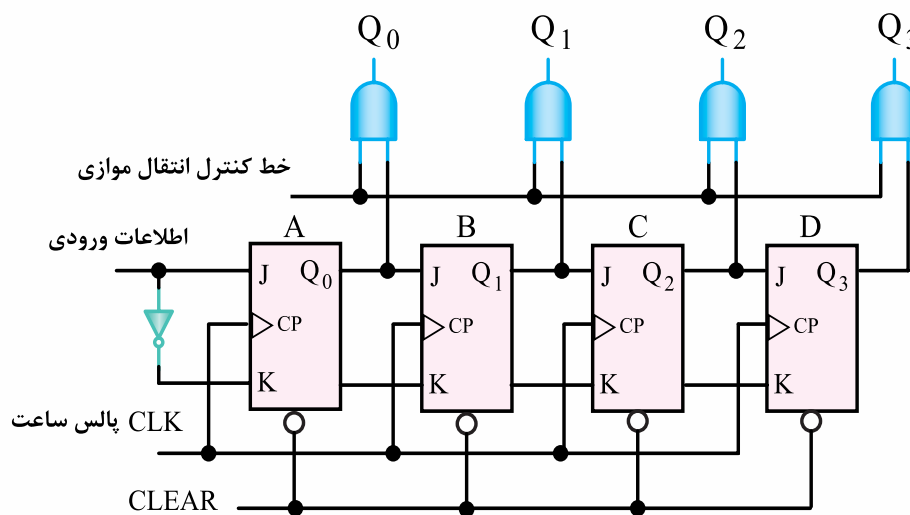 Q0 Q1 Q2 Q3
خط کنترل انتقال موازی
A B C D
اطلاعات ورودی
J Q0 J Q1 J Q2 J Q3
CP CP CP CP
K K K K
پالس ساعت CLK
CLEAR